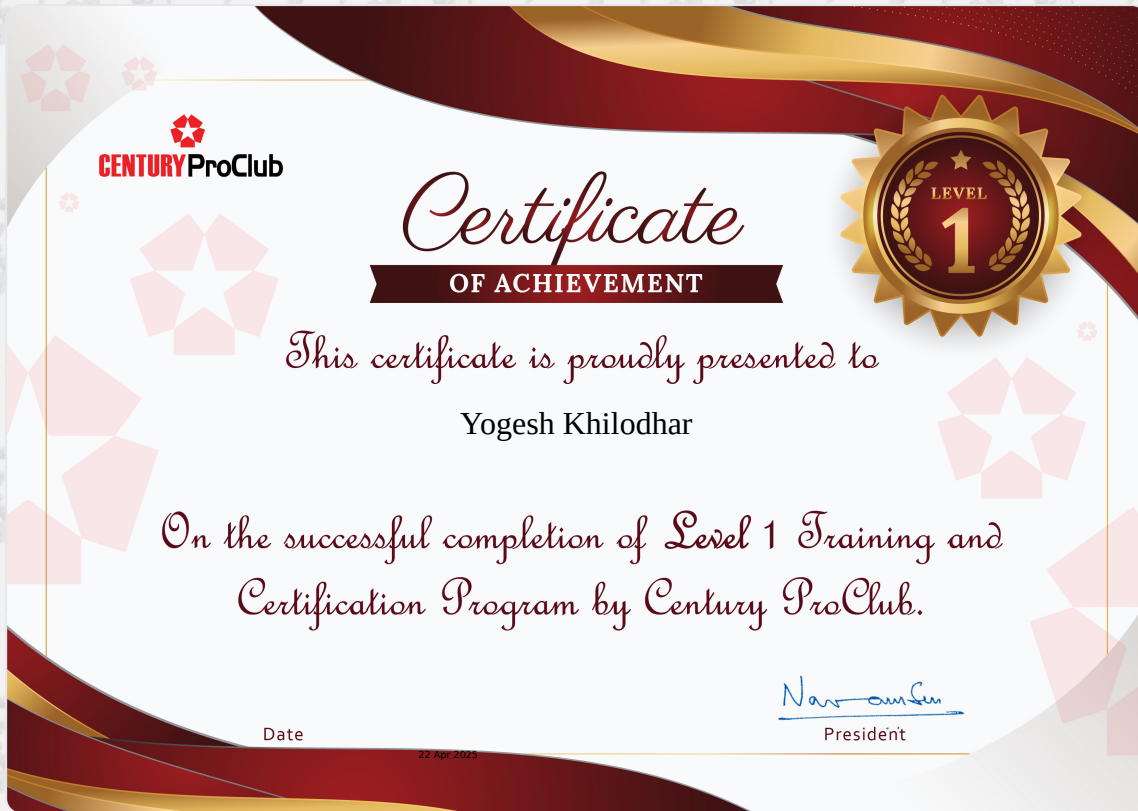 CENTURY ProClub
LEVEL
1
Certificate
OF ACHIEVEMENT
This certificate is proudly presented to
Yogesh Khilodhar
On the successful completion of Level 1 Training and
Certification Program by Century ProClub.
Date
President
22 Apr 2025